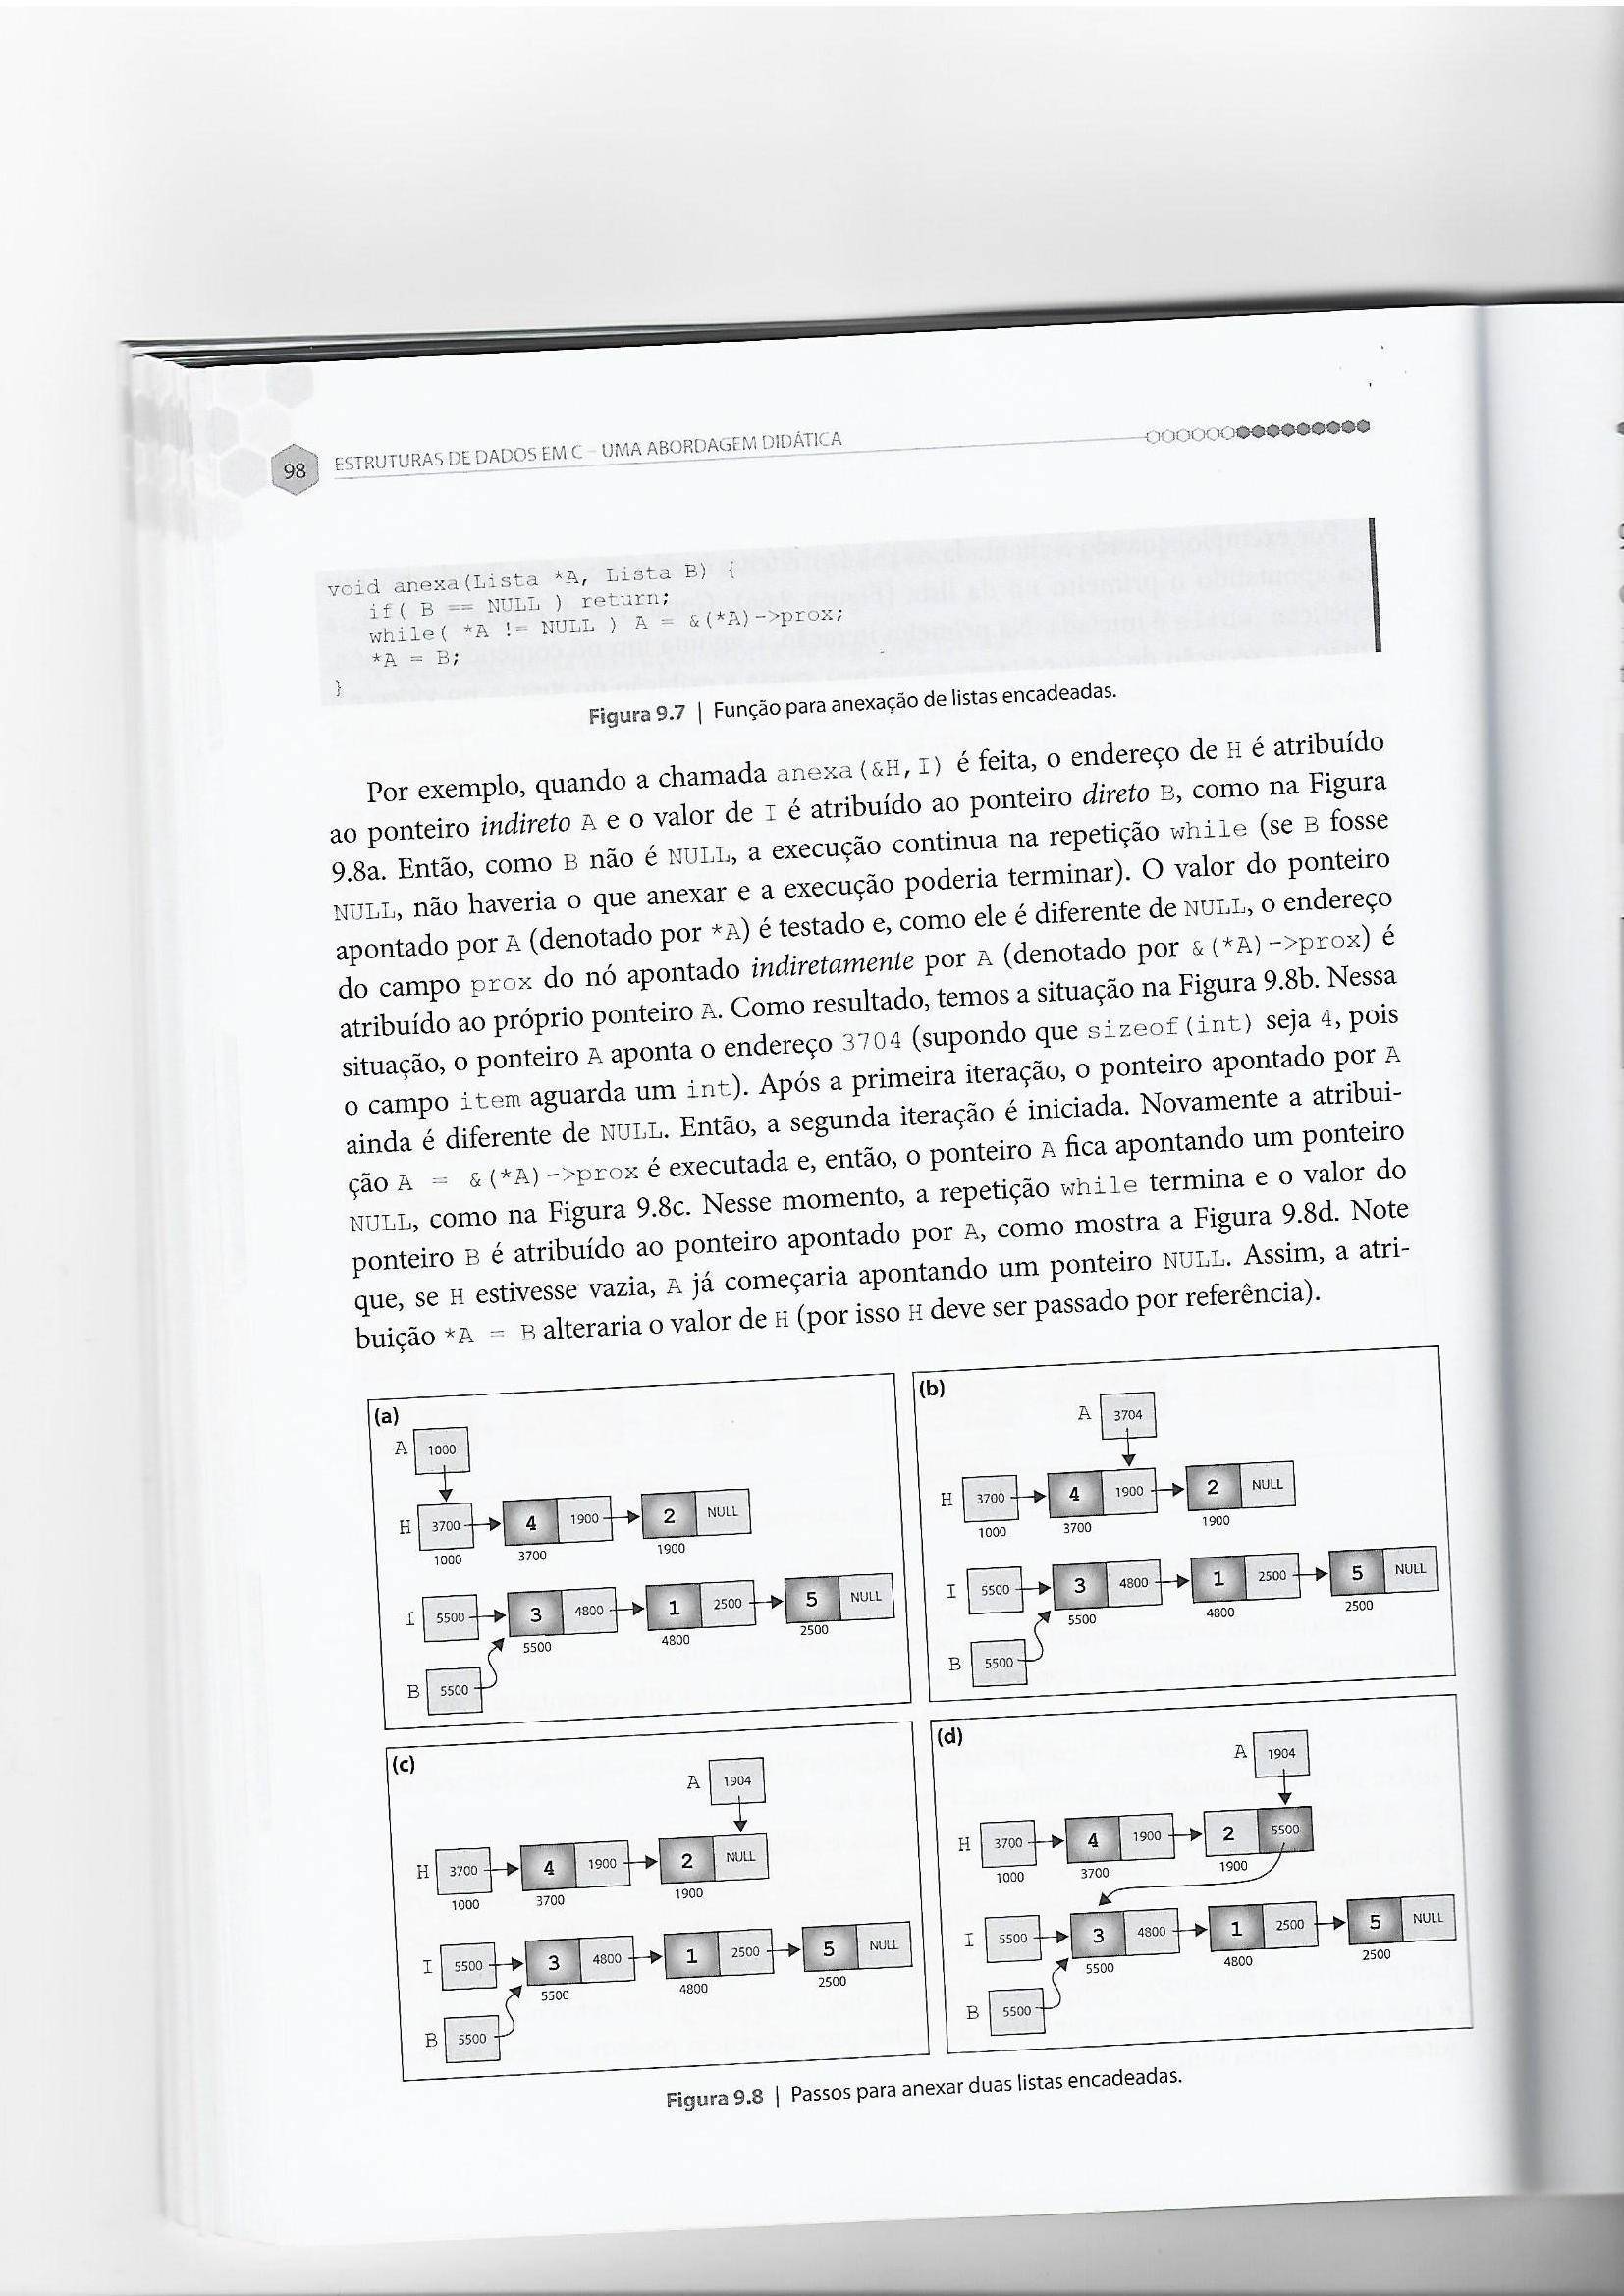 98
ESTRUTURAS DE DADOS EM C – UMA ABORDAGEM DIDÁTICA
void anexa(Lista *A, Lista B) {
if( B == NULL ) return;
while( *A != NULL ) A = &(*A)->prox;
*A = B;
}
Figura 9.7 | Função para anexação de listas encadeadas.
Por exemplo, quando a chamada anexa(&H,I) é feita, o endereço de H é atribuído
ao ponteiro indireto A e o valor de I é atribuído ao ponteiro direto B, como na Figura
9.8a. Então, como B não é NULL, a execução continua na repetição while (se B fosse
NULL, não haveria o que anexar e a execução poderia terminar). O valor do ponteiro
apontado por A (denotado por *A) é testado e, como ele é diferente de NULL, o endereço
do campo prox do nó apontado indiretamente por A (denotado por &(*A)->prox) é
atribuído ao próprio ponteiro A. Como resultado, temos a situação na Figura 9.8b. Nessa
situação, o ponteiro A aponta o endereço 3704 (supondo que sizeof(int) seja 4, pois
o campo item aguarda um int). Após a primeira iteração, o ponteiro apontado por A
ainda é diferente de NULL. Então, a segunda iteração é iniciada. Novamente a atribui-
ção A = &(*A)->prox é executada e, então, o ponteiro A fica apontando um ponteiro
NULL, como na Figura 9.8c. Nesse momento, a repetição while termina e o valor do
ponteiro B é atribuído ao ponteiro apontado por A, como mostra a Figura 9.8d. Note
que, se H estivesse vazia, A já começaria apontando um ponteiro NULL. Assim, a atri-
buição *A = B alteraria o valor de H (por isso H deve ser passado por referência).
(a)
A 1000
H 3700 4 1900 2 NULL
1000 3700 1900
I 5500 3 4800 1 2500 5 NULL
5500 4800 2500
B 5500
(b)
A 3704
H 3700 4 1900 2 NULL
1000 3700 1900
I 5500 3 4800 1 2500 5 NULL
5500 4800 2500
B 5500
(c)
A 1904
H 3700 4 1900 2 NULL
1000 3700 1900
I 5500 3 4800 1 2500 5 NULL
5500 4800 2500
B 5500
(d)
A 1904
H 3700 4 1900 2 5500
1000 3700 1900
I 5500 3 4800 1 2500 5 NULL
5500 4800 2500
B 5500
Figura 9.8 | Passos para anexar duas listas encadeadas.